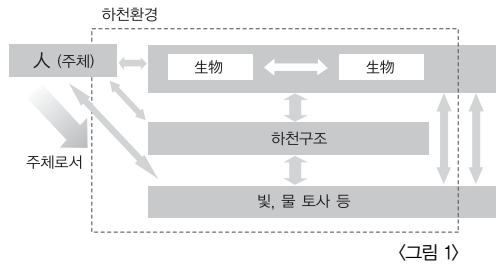 하천환경
人 (주체)
生物
生物
하천구조
주체로서
빛, 물 토사 등
〈그림 1〉